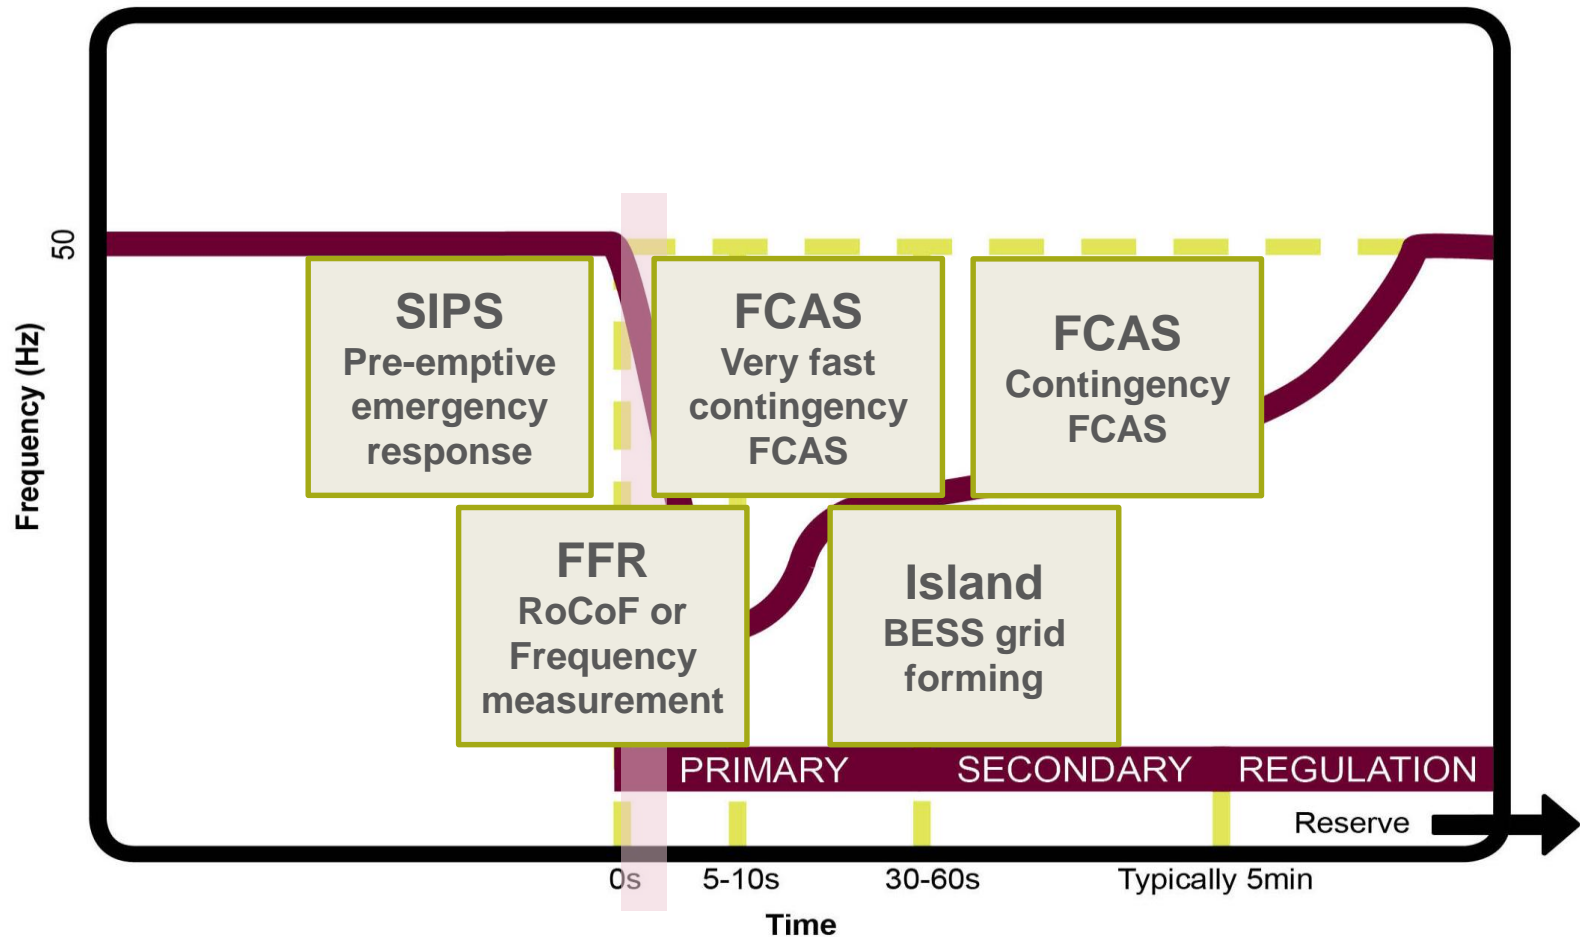 Frequency (Hz)
50
SIPS
Pre-emptive
emergency
response
FCAS
Very fast
contingency
FCAS
FCAS
Contingency
FCAS
FFR
RoCoF or
Frequency
measurement
Island
BESS grid
forming
PRIMARY
SECONDARY
REGULATION
Reserve
0s
5-10s
30-60s
Typically 5min
Time